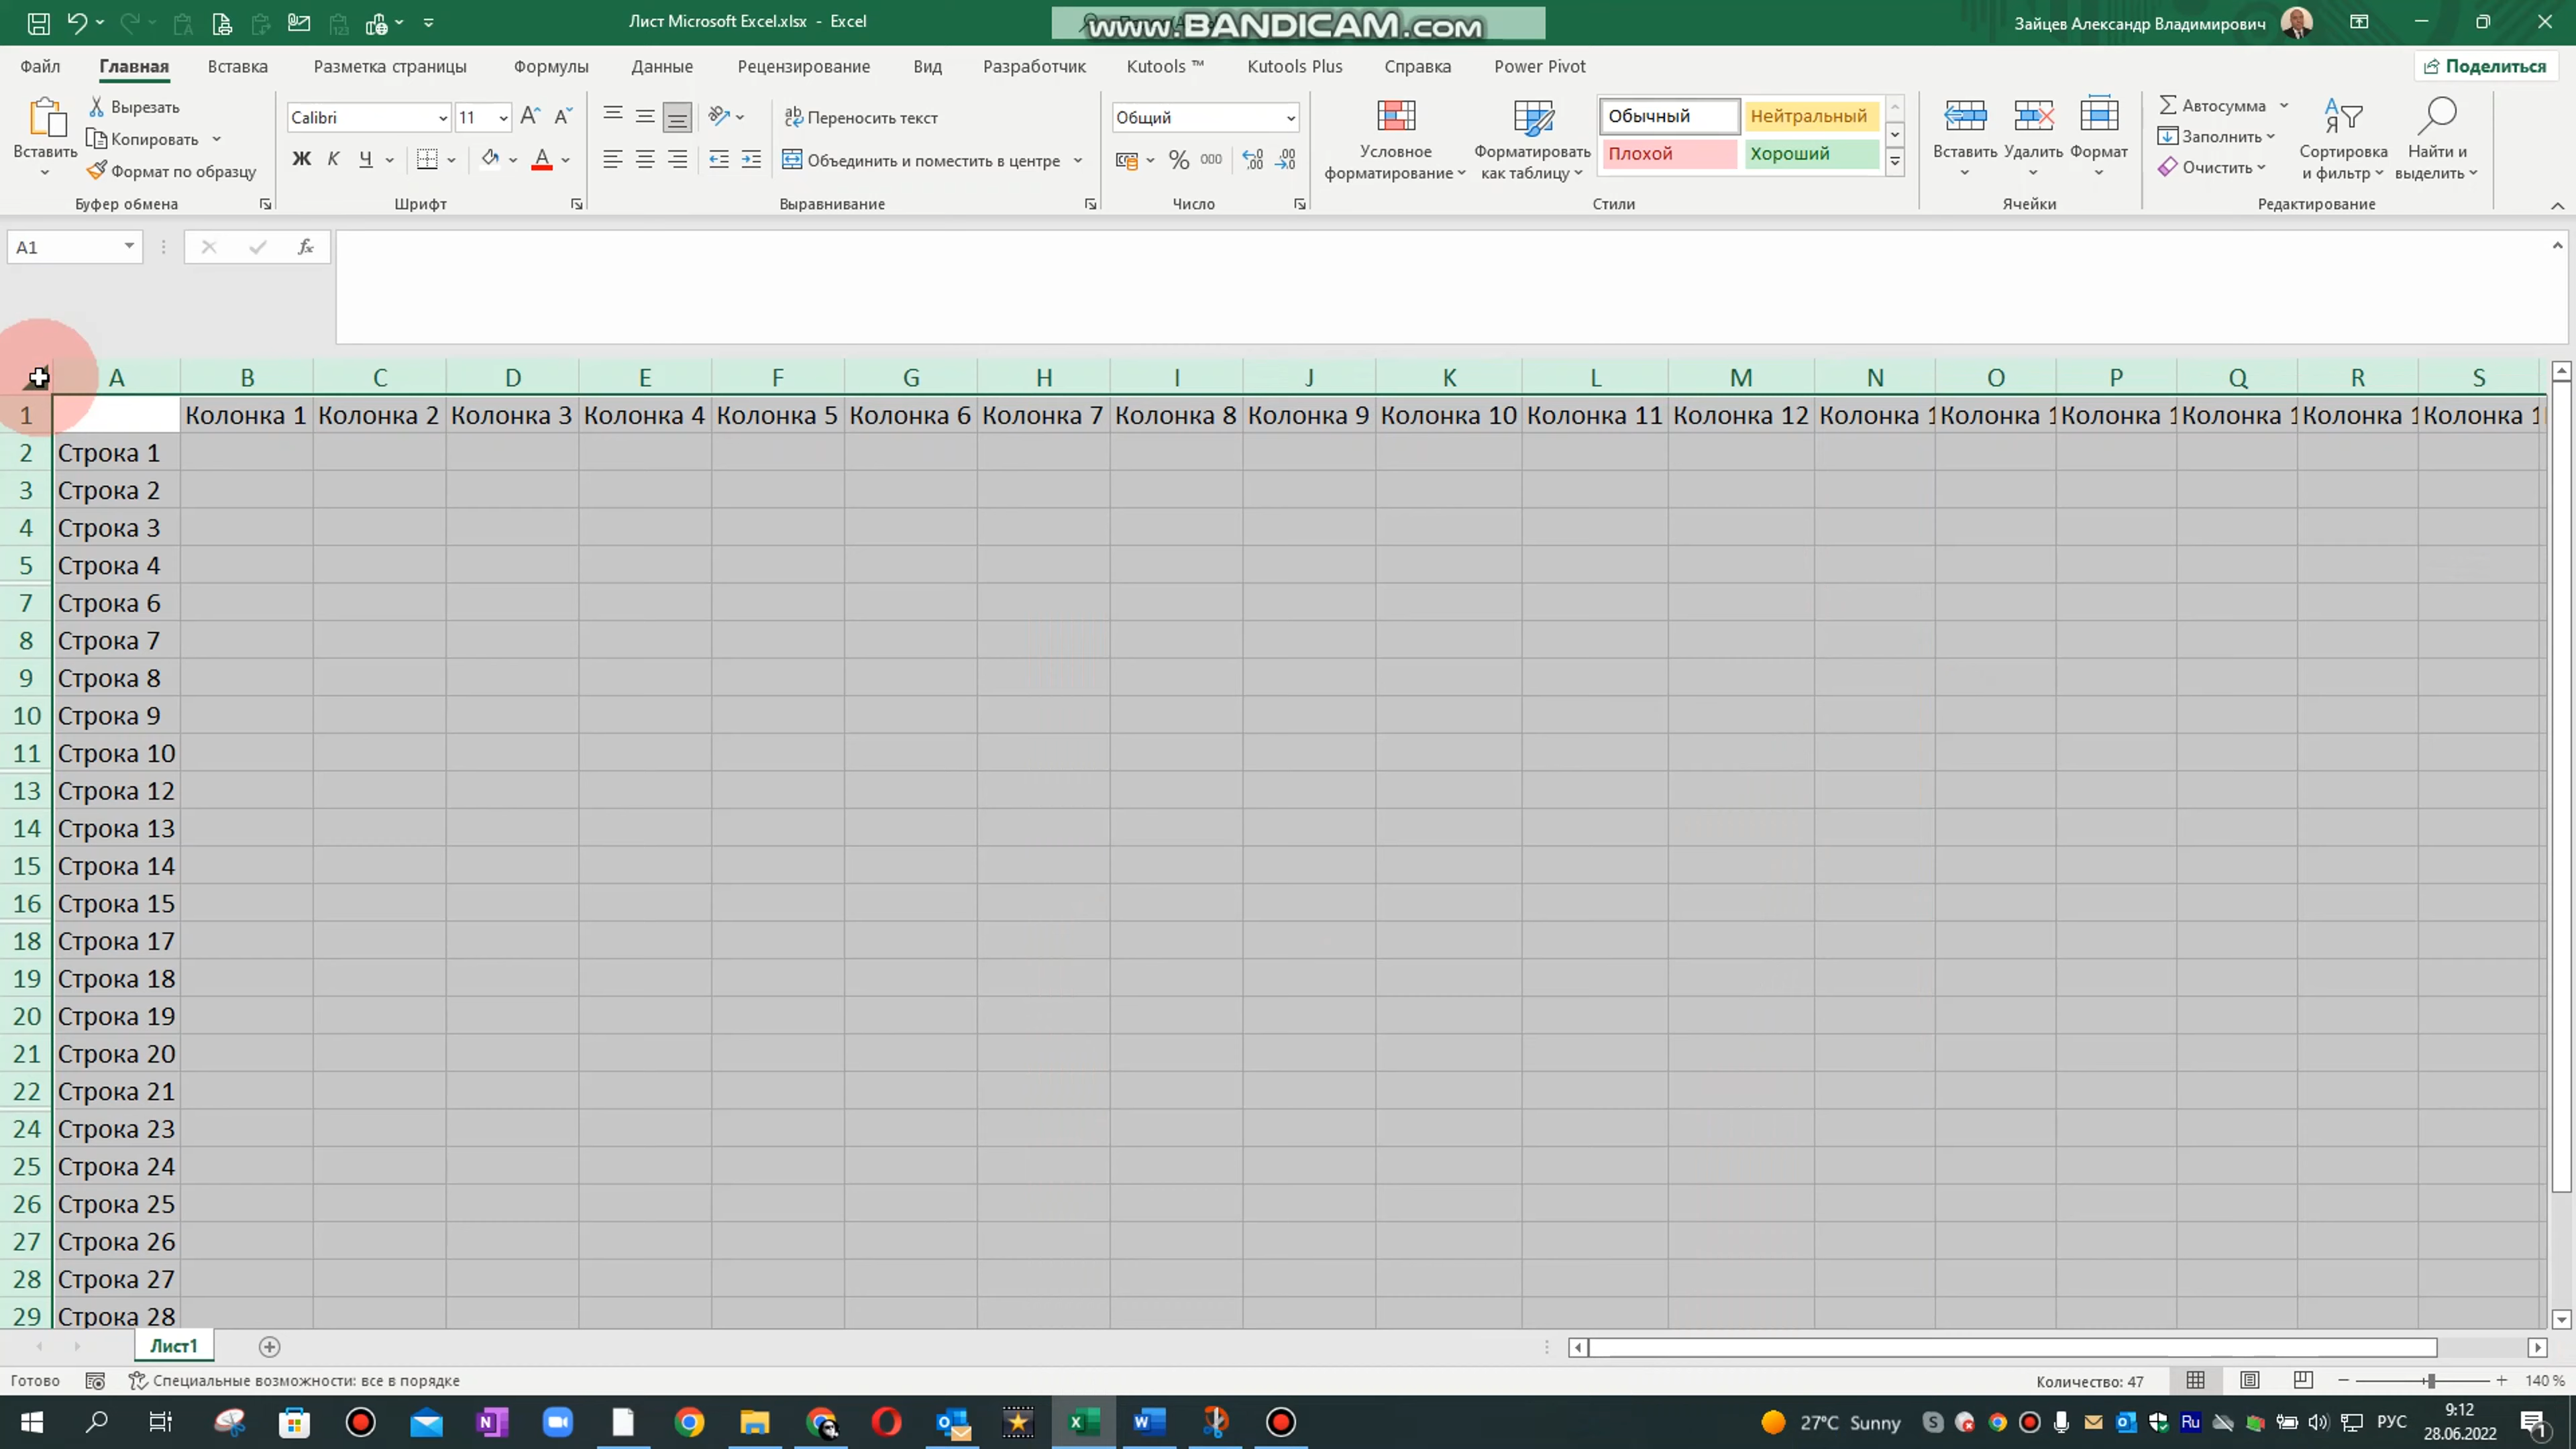 Лист Microsoft Excel.xlsx - Excel
www.BANDICAM.com
Зайцев Александр Владимирович
Файл Главная Вставка Разметка страницы Формулы Данные Рецензирование Вид Разработчик Kutools ™ Kutools Plus Справка Power Pivot Поделиться
Вставить
Вырезать
Копировать
Формат по образцу
Буфер обмена
Calibri 11
Ж К Ч А
Шрифт
Переносить текст
Объединить и поместить в центре
Выравнивание
Общий
% 000
Число
Условное форматирование
Форматировать как таблицу
Обычный Нейтральный
Плохой Хороший
Стили
Вставить Удалить Формат
Ячейки
Автосумма
Заполнить
Очистить
Сортировка и фильтр
Найти и выделить
Редактирование
A1 fx
A B C D E F G H I J K L M N O P Q R S
1 Колонка 1 Колонка 2 Колонка 3 Колонка 4 Колонка 5 Колонка 6 Колонка 7 Колонка 8 Колонка 9 Колонка 10 Колонка 11 Колонка 12 Колонка 1 Колонка 1 Колонка 1 Колонка 1 Колонка 1 Колонка 1
2 Строка 1
3 Строка 2
4 Строка 3
5 Строка 4
7 Строка 6
8 Строка 7
9 Строка 8
10 Строка 9
11 Строка 10
13 Строка 12
14 Строка 13
15 Строка 14
16 Строка 15
18 Строка 17
19 Строка 18
20 Строка 19
21 Строка 20
22 Строка 21
24 Строка 23
25 Строка 24
26 Строка 25
27 Строка 26
28 Строка 27
29 Строка 28
Лист1
Готово Специальные возможности: все в порядке Количество: 47 140 %
27°C Sunny Ru РУС 9:12
28.06.2022